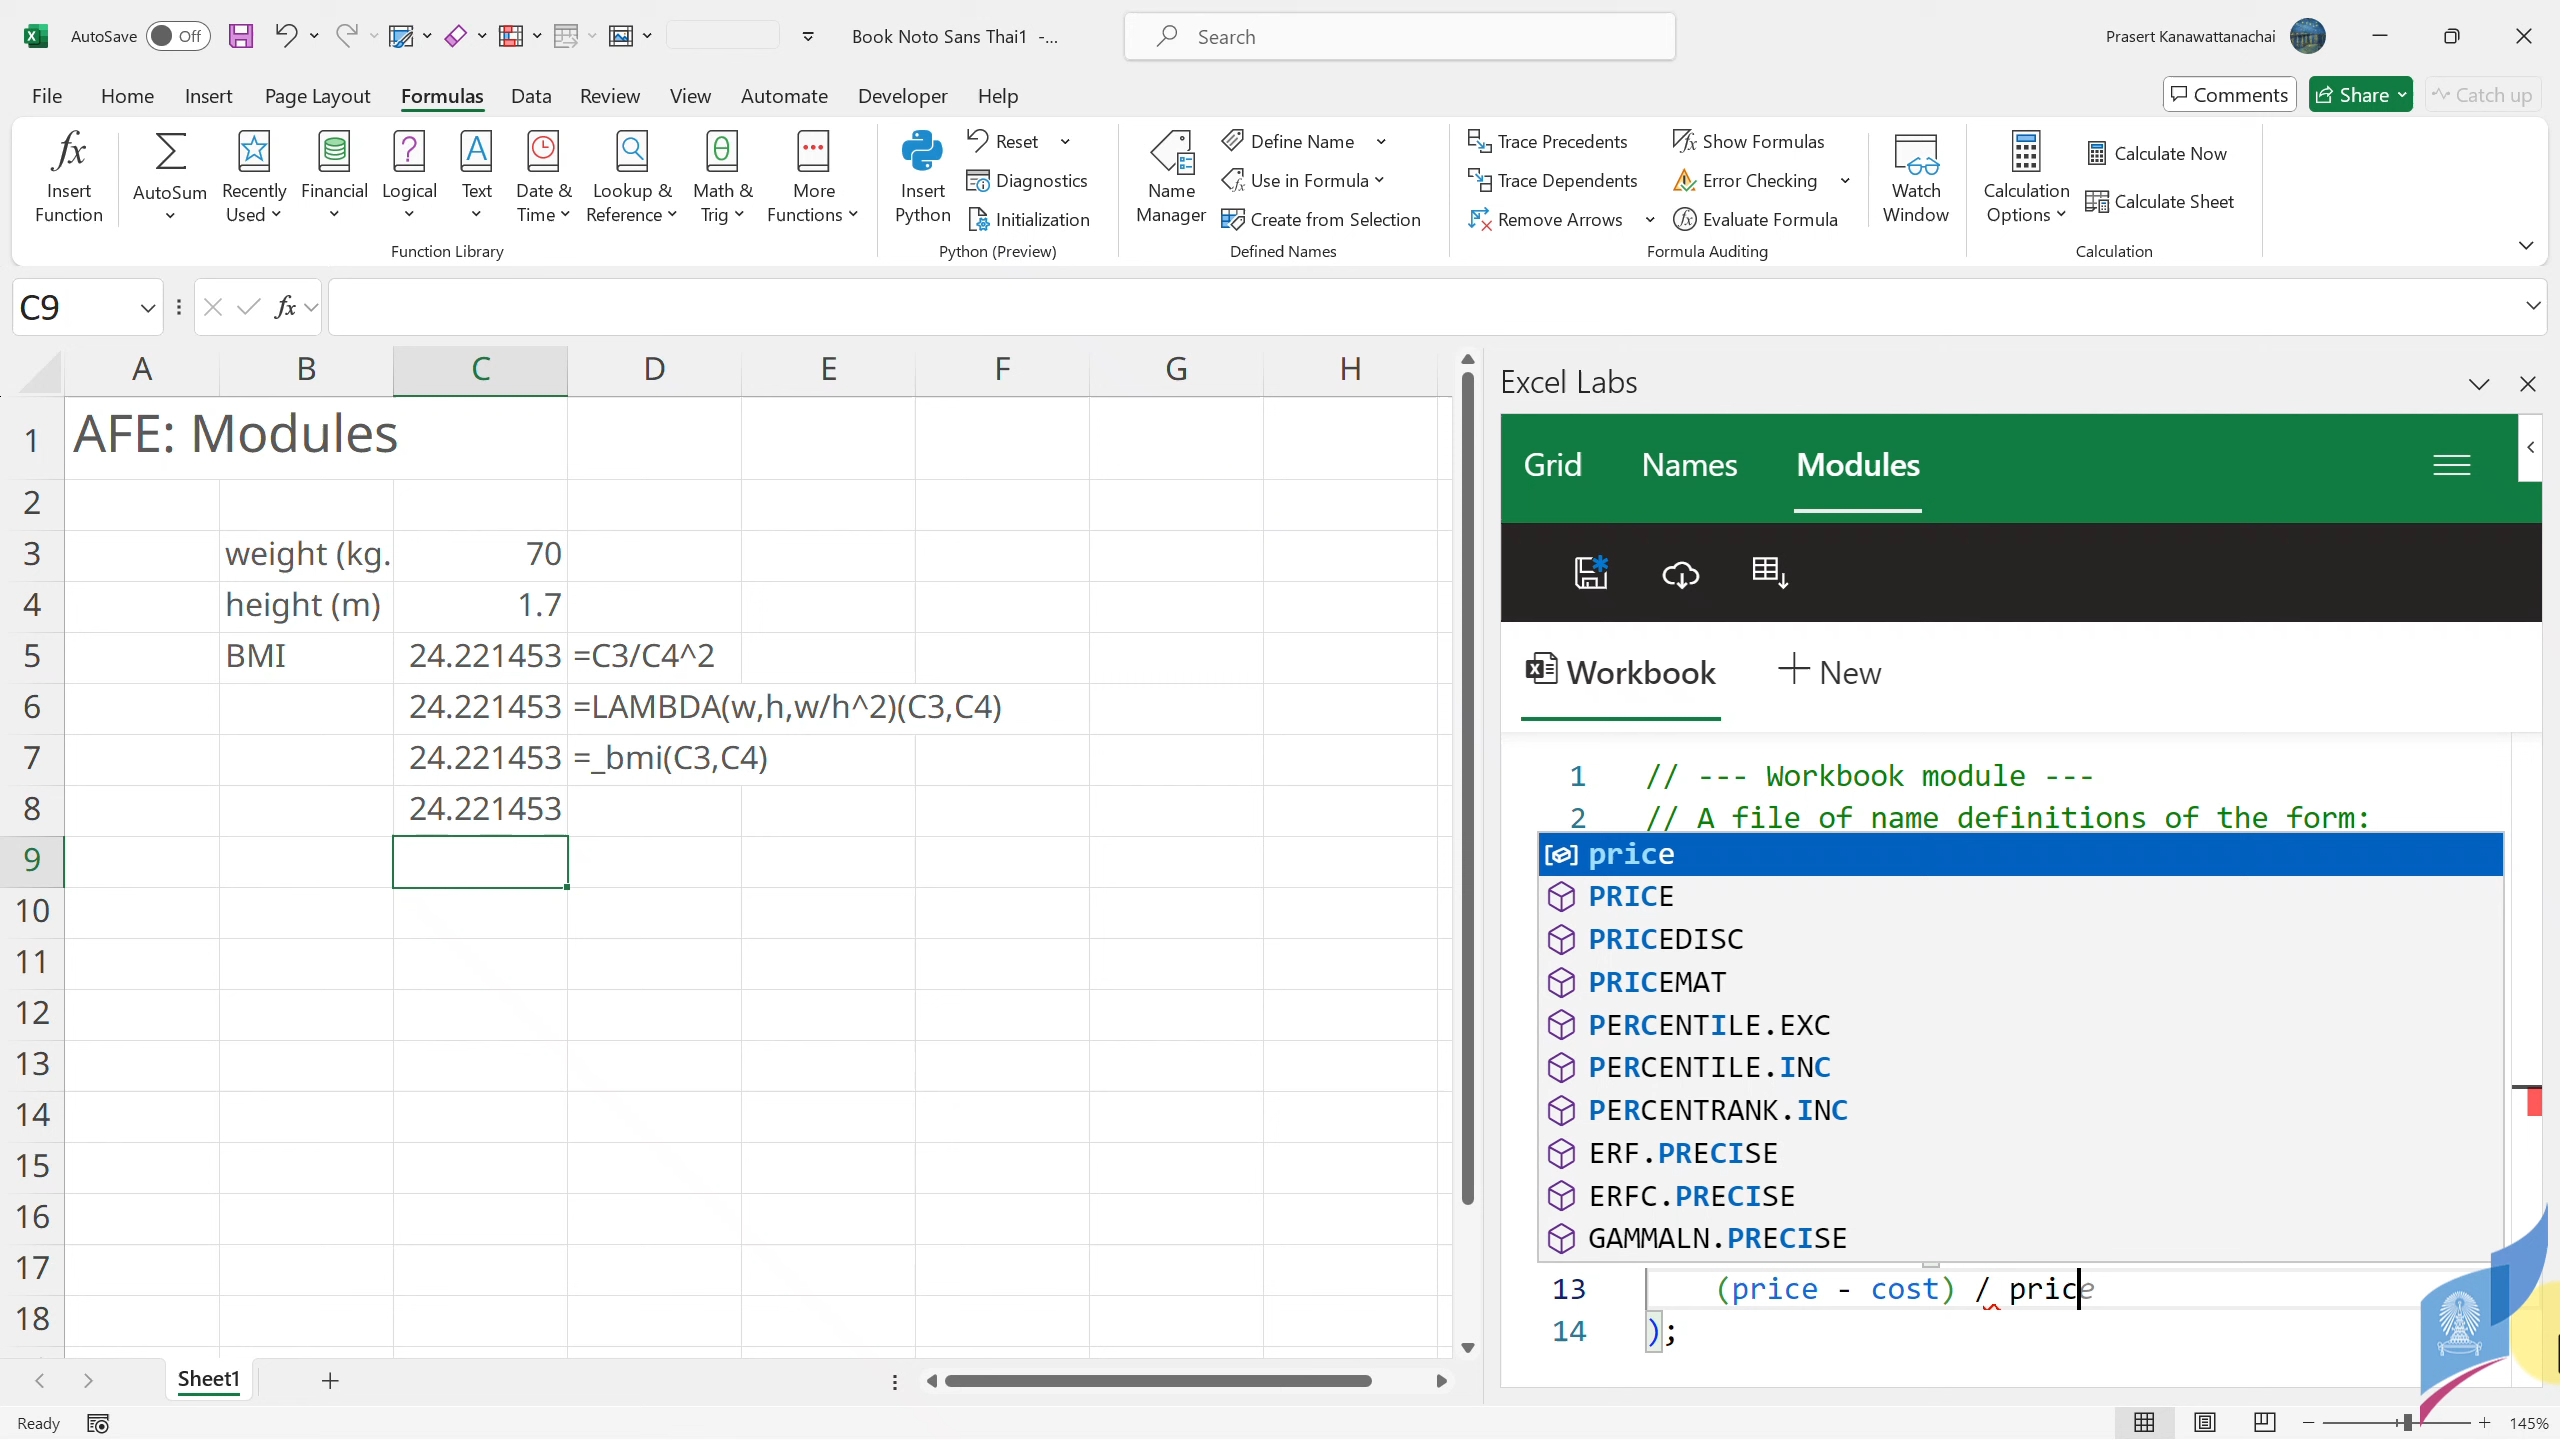 AutoSave Off Book Noto Sans Thai1 -... Search Prasert Kanawattanachai
File Home Insert Page Layout Formulas Data Review View Automate Developer Help Comments Share Catch up
Insert Function
AutoSum
Recently Used
Financial
Logical
Text
Date & Time
Lookup & Reference
Math & Trig
More Functions
Function Library
Insert Python
Reset
Diagnostics
Initialization
Python (Preview)
Name Manager
Define Name
Use in Formula
Create from Selection
Defined Names
Trace Precedents
Trace Dependents
Remove Arrows
Show Formulas
Error Checking
Evaluate Formula
Formula Auditing
Watch Window
Calculation Options
Calculate Now
Calculate Sheet
Calculation
C9 fx
A B C D E F G H
1 AFE: Modules
2
3 weight (kg. 70
4 height (m) 1.7
5 BMI 24.221453 =C3/C4^2
6 24.221453 =LAMBDA(w,h,w/h^2)(C3,C4)
7 24.221453 =_bmi(C3,C4)
8 24.221453
9
10
11
12
13
14
15
16
17
18
Excel Labs
Grid Names Modules
Workbook New
1 // --- Workbook module ---
2 // A file of name definitions of the form:
price
PRICE
PRICEDISC
PRICEMAT
PERCENTILE.EXC
PERCENTILE.INC
PERCENTRANK.INC
ERF.PRECISE
ERFC.PRECISE
GAMMALN.PRECISE
13 (price - cost) / price
14 );
Sheet1
Ready 145%